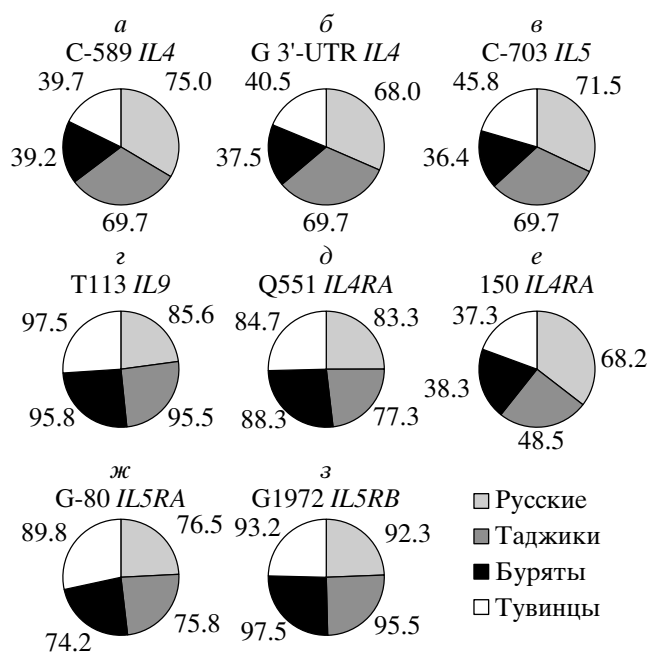 а
C-589 IL4
39.7 75.0
39.2
69.7
б
G 3'-UTR IL4
40.5 68.0
37.5
69.7
в
C-703 IL5
45.8 71.5
36.4
69.7
г
T113 IL9
97.5 85.6
95.8 95.5
д
Q551 IL4RA
84.7 83.3
88.3 77.3
е
150 IL4RA
37.3
68.2
38.3
48.5
ж
G-80 IL5RA
89.8 76.5
74.2 75.8
з
G1972 IL5RB
93.2 92.3
97.5 95.5
Русские
Таджики
Буряты
Тувинцы